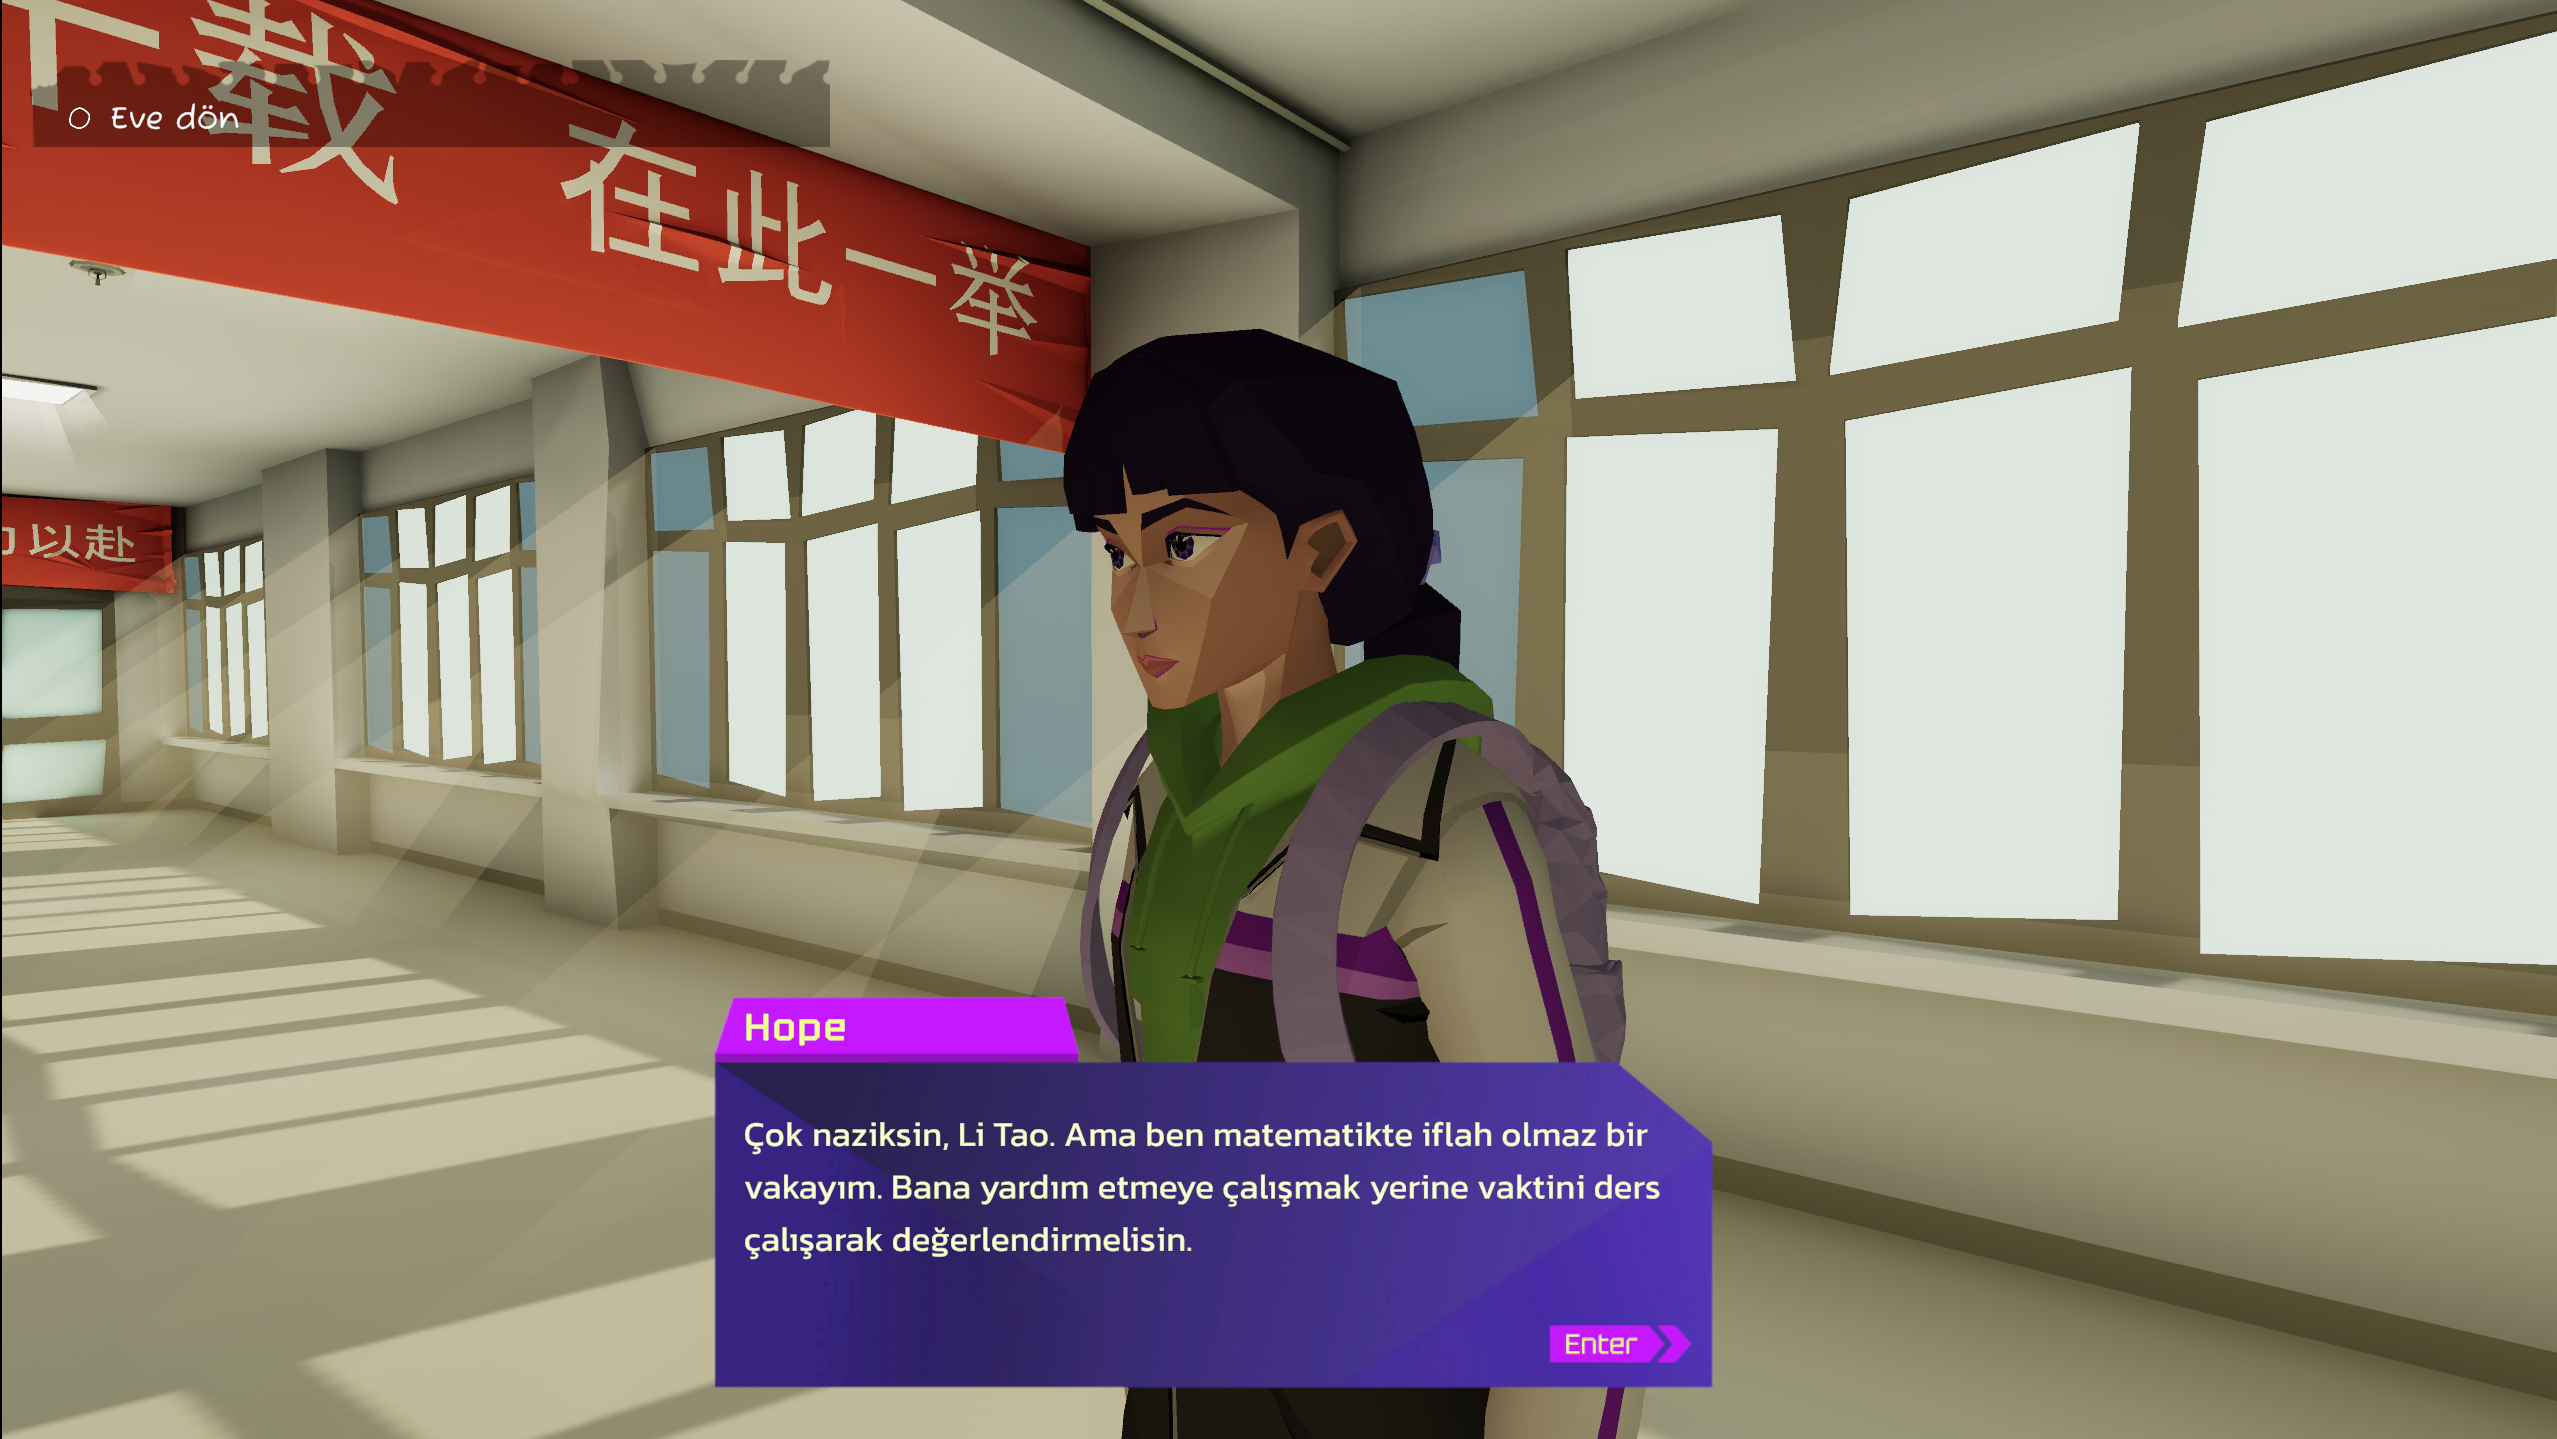 Eve dön
载 在此一举
以赴
Hope
Çok naziksin, Li Tao. Ama ben matematikte iflah olmaz bir
vakayım. Bana yardım etmeye çalışmak yerine vaktini ders
çalışarak değerlendirmelisin.
Enter